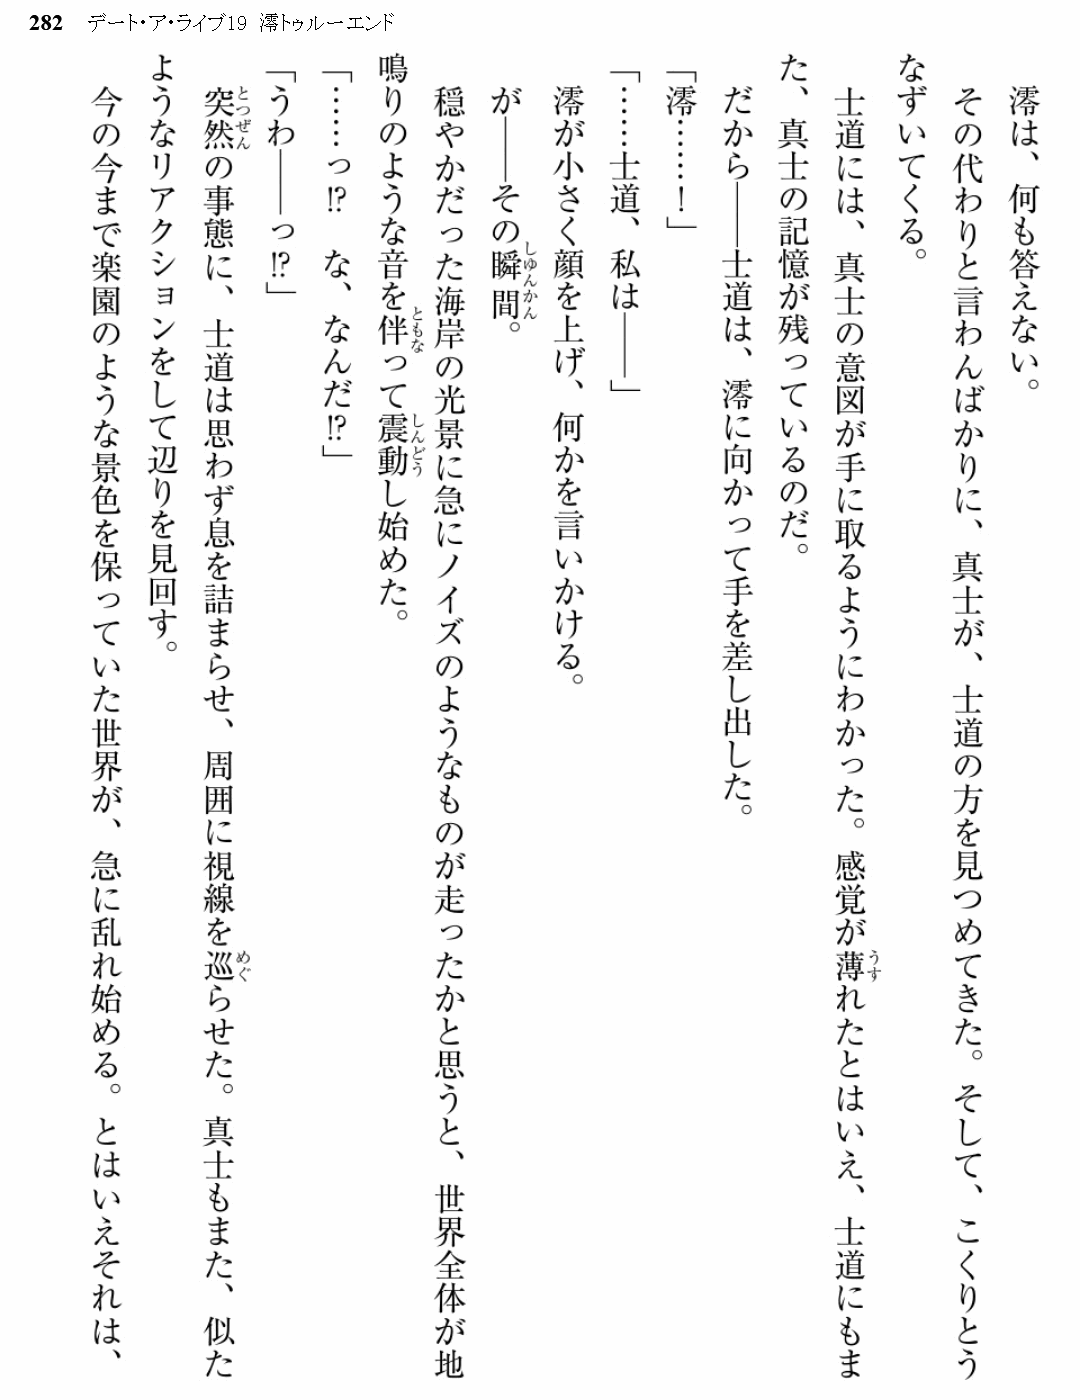 282 デート・ア・ライブ19 澪トゥルーエンド
澪は、何も答えない。
その代わりと言わんばかりに、真士が、士道の方を見つめてきた。そして、こくりとう
なずいてくる。
士道には、真士の意図が手に取るようにわかった。感覚が薄れたとはいえ、士道にもま
た、真士の記憶が残っているのだ。
だから――士道は、澪に向かって手を差し出した。
「澪……！」
「……士道、私は――」
澪が小さく顔を上げ、何かを言いかける。
が――その瞬間。
穏やかだった海岸の光景に急にノイズのようなものが走ったかと思うと、世界全体が地
鳴りのような音を伴って震動し始めた。
「……っ⁉ な、なんだ⁉」
「うわ――っ⁉」
突然の事態に、士道は思わず息を詰まらせ、周囲に視線を巡らせた。真士もまた、似た
ようなリアクションをして辺りを見回す。
今の今まで楽園のような景色を保っていた世界が、急に乱れ始める。とはいえそれは、